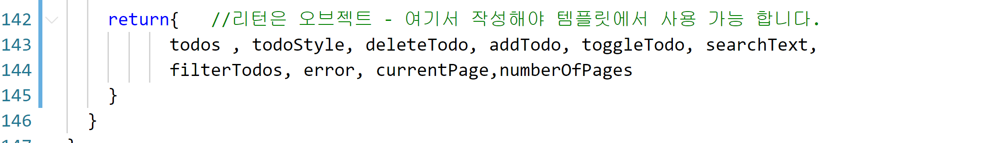 142 return{ //리턴은 오브젝트 - 여기서 작성해야 템플릿에서 사용 가능 합니다.
143 todos , todoStyle, deleteTodo, addTodo, toggleTodo, searchText,
144 filterTodos, error, currentPage,numberOfPages
145 }
146 }
147 }